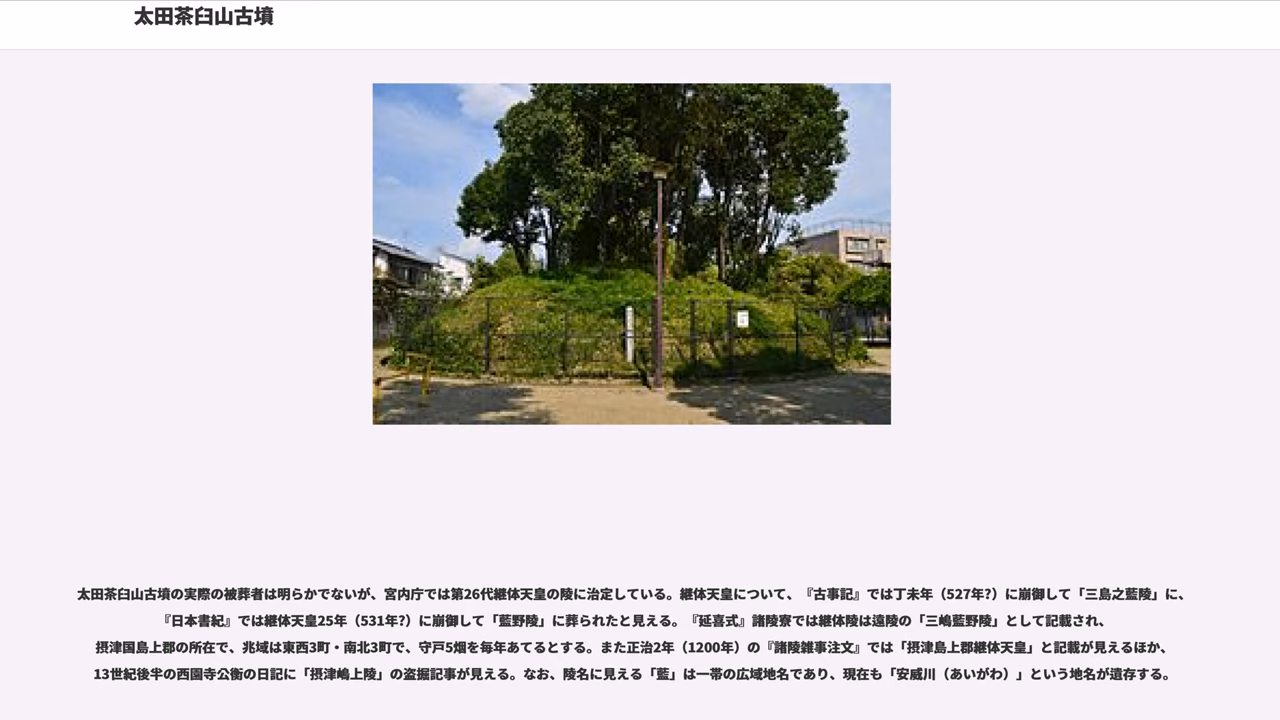 太田茶臼山古墳
太田茶臼山古墳の実際の被葬者は明らかでないが、宮内庁では第26代継体天皇の陵に治定している。継体天皇について、『古事記』では丁未年（527年?）に崩御して「三島之藍陵」に、
『日本書紀』では継体天皇25年（531年?）に崩御して「藍野陵」に葬られたと見える。『延喜式』諸陵寮では継体陵は遠陵の「三嶋藍野陵」として記載され、
摂津国島上郡の所在で、兆域は東西3町・南北3町で、守戸5烟を毎年あてるとする。また正治2年（1200年）の『諸陵雑事注文』では「摂津島上郡継体天皇」と記載が見えるほか、
13世紀後半の西園寺公衡の日記に「摂津嶋上陵」の盗掘記事が見える。なお、陵名に見える「藍」は一帯の広域地名であり、現在も「安威川（あいがわ）」という地名が遺存する。